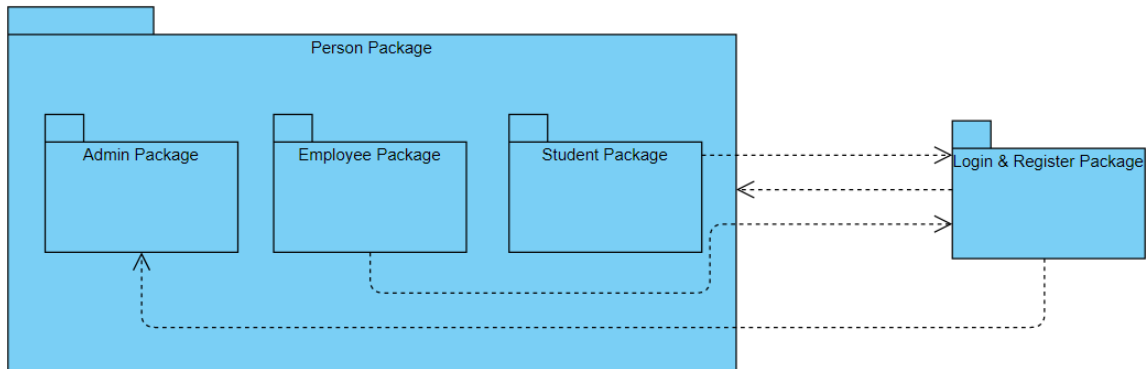 Person Package
Admin Package
Employee Package
Student Package
Login & Register Package